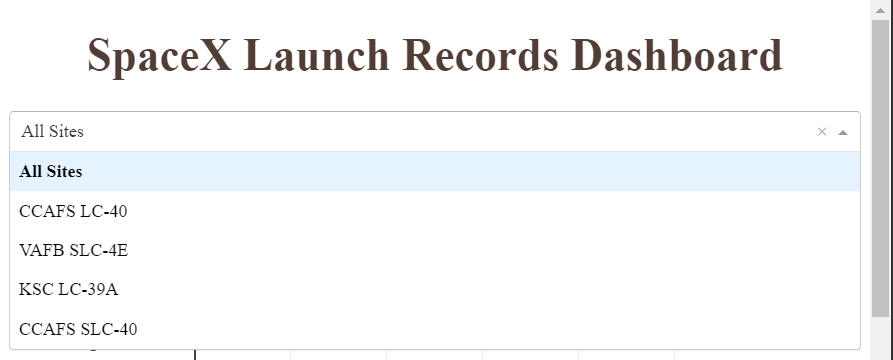 SpaceX Launch Records Dashboard
All Sites
All Sites
CCAFS LC-40
VAFB SLC-4E
KSC LC-39A
CCAFS SLC-40